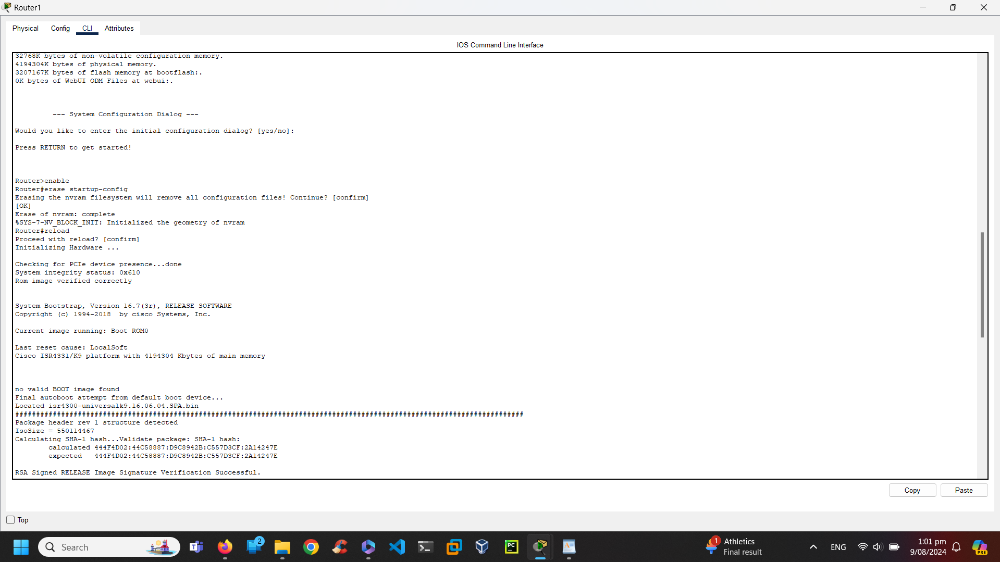 Router1
Physical Config CLI Attributes
IOS Command Line Interface
32768K bytes of non-volatile configuration memory.
4194304K bytes of physical memory.
3207167K bytes of flash memory at bootflash:.
0K bytes of WebUI ODM Files at webui:.
--- System Configuration Dialog ---
Would you like to enter the initial configuration dialog? [yes/no]:
Press RETURN to get started!
Router>enable
Router#erase startup-config
Erasing the nvram filesystem will remove all configuration files! Continue? [confirm]
[OK]
Erase of nvram: complete
%SYS-7-NV_BLOCK_INIT: Initialized the geometry of nvram
Router#reload
Proceed with reload? [confirm]
Initializing Hardware ...
Checking for PCIe device presence...done
System integrity status: 0x610
Rom image verified correctly
System Bootstrap, Version 16.7(3r), RELEASE SOFTWARE
Copyright (c) 1994-2018  by cisco Systems, Inc.
Current image running: Boot ROM0
Last reset cause: LocalSoft
Cisco ISR4331/K9 platform with 4194304 Kbytes of main memory
no valid BOOT image found
Final autoboot attempt from default boot device...
Located isr4300-universalk9.16.06.04.SPA.bin
##########################################################################################################################
Package header rev 1 structure detected
IsoSize = 550114467
Calculating SHA-1 hash...Validate package: SHA-1 hash:
calculated 444F4D02:44C58887:D9C8942B:C557D3CF:2A14247E
expected   444F4D02:44C58887:D9C8942B:C557D3CF:2A14247E
RSA Signed RELEASE Image Signature Verification Successful.
Copy Paste
Top
Search
2
PC
1
Athletics
Final result
ENG
1:01 pm
9/08/2024
PRE